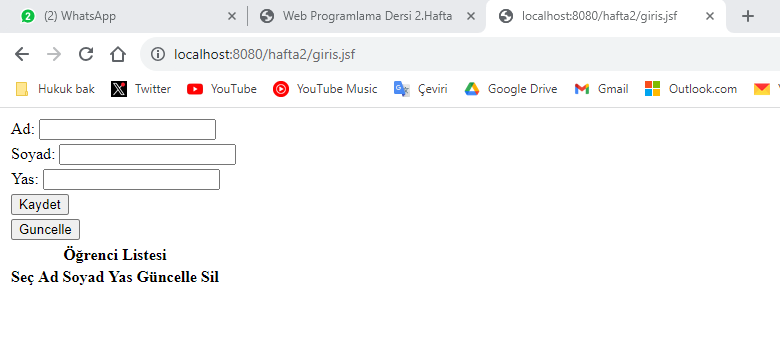 (2) WhatsApp
Web Programlama Dersi 2.Hafta
localhost:8080/hafta2/giris.jsf
localhost:8080/hafta2/giris.jsf
Hukuk bak Twitter YouTube YouTube Music Çeviri Google Drive Gmail Outlook.com
Ad:
Soyad:
Yas:
Kaydet
Guncelle
Öğrenci Listesi
Seç Ad Soyad Yas Güncelle Sil